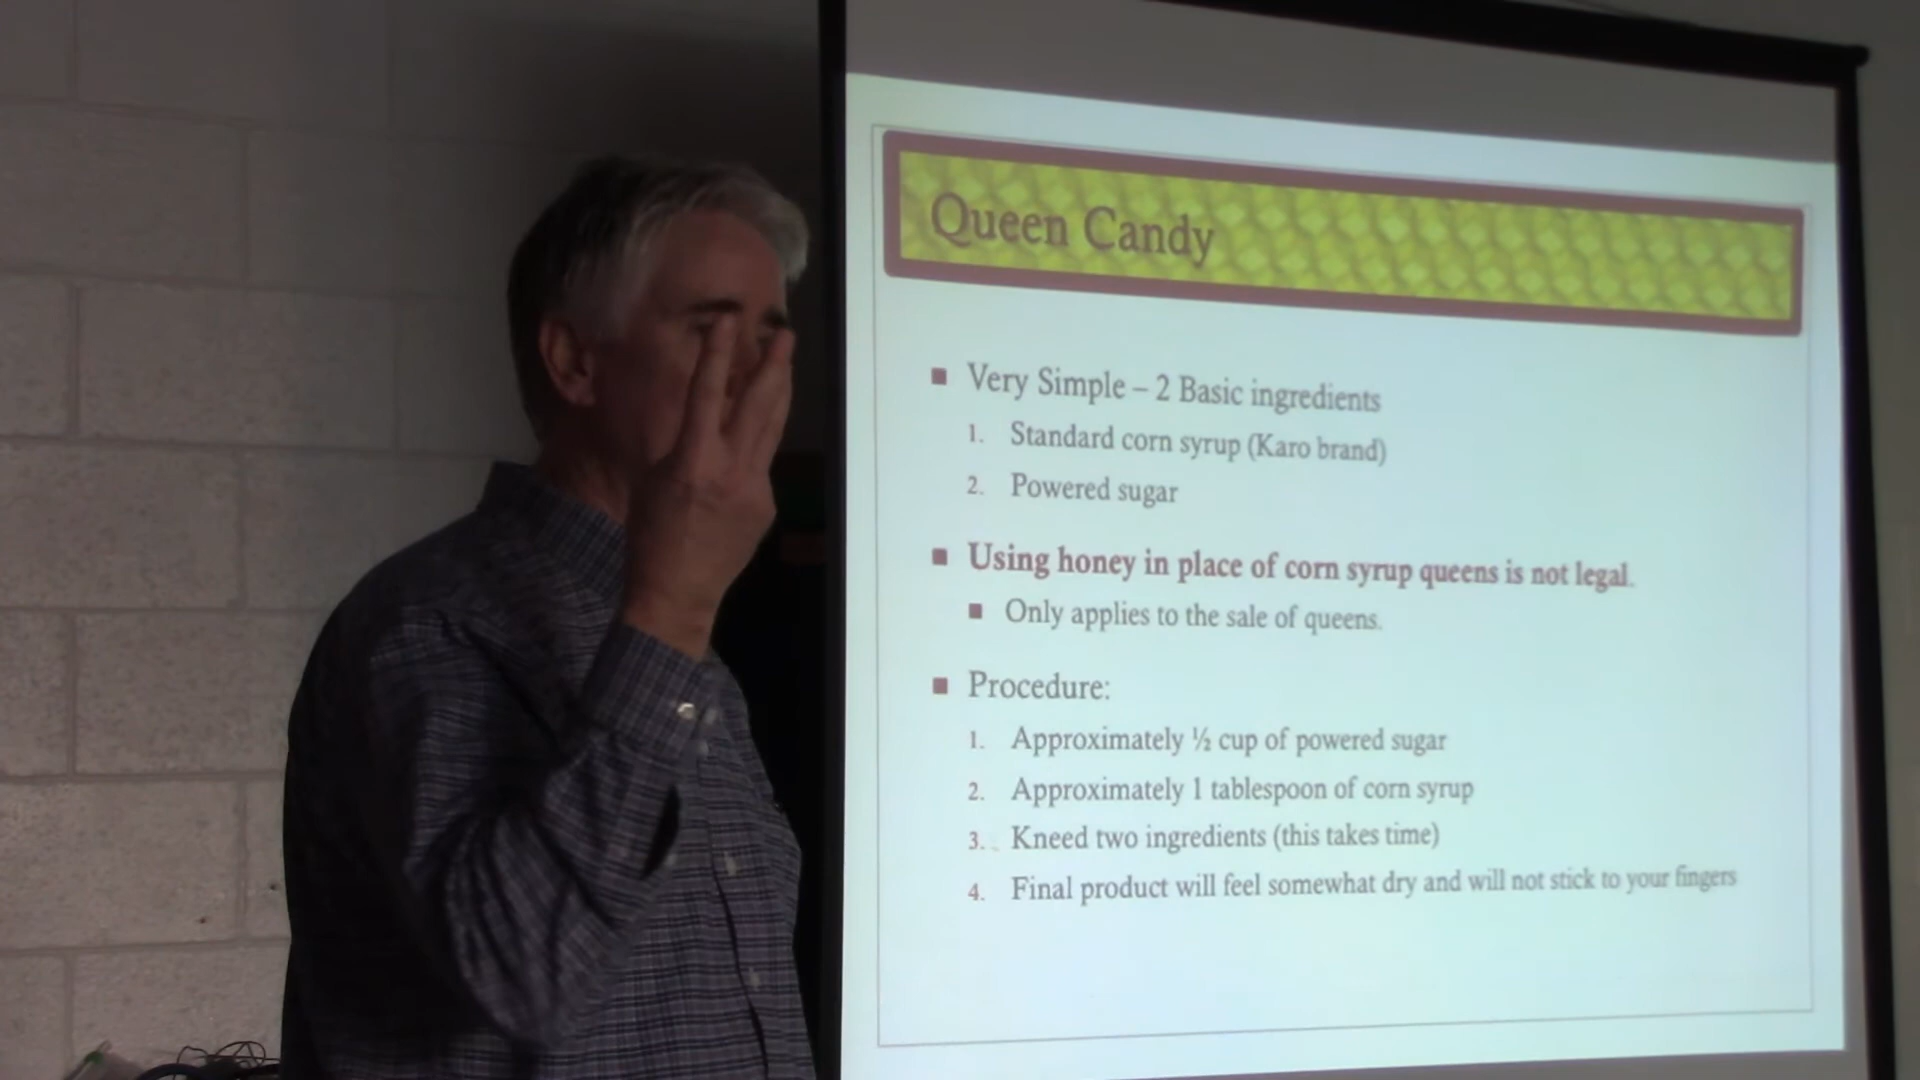 Queen Candy
▪ Very Simple – 2 Basic ingredients
1. Standard corn syrup (Karo brand)
2. Powered sugar
▪ Using honey in place of corn syrup queens is not legal.
▪ Only applies to the sale of queens.
▪ Procedure:
1. Approximately ½ cup of powered sugar
2. Approximately 1 tablespoon of corn syrup
3. Kneed two ingredients (this takes time)
4. Final product will feel somewhat dry and will not stick to your fingers